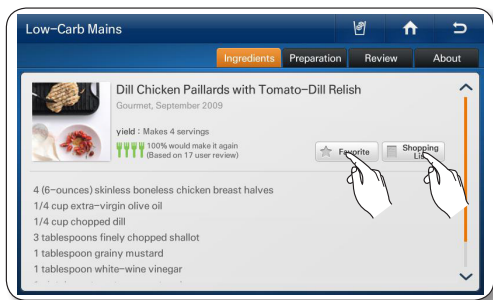 Low-Carb Mains
Ingredients Preparation Review About
Dill Chicken Paillards with Tomato-Dill Relish
Gourmet, September 2009
yield : Makes 4 servings
100% would make it again
(Based on 17 user review)
Favorite
Shopping
List
4 (6-ounces) skinless boneless chicken breast halves
1/4 cup extra-virgin olive oil
1/4 cup chopped dill
3 tablespoons finely chopped shallot
1 tablespoon grainy mustard
1 tablespoon white-wine vinegar